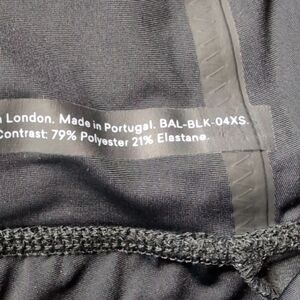 n London. Made in Portugal. BAL-BLK-04XS.
Contrast: 79% Polyester 21% Elastane.